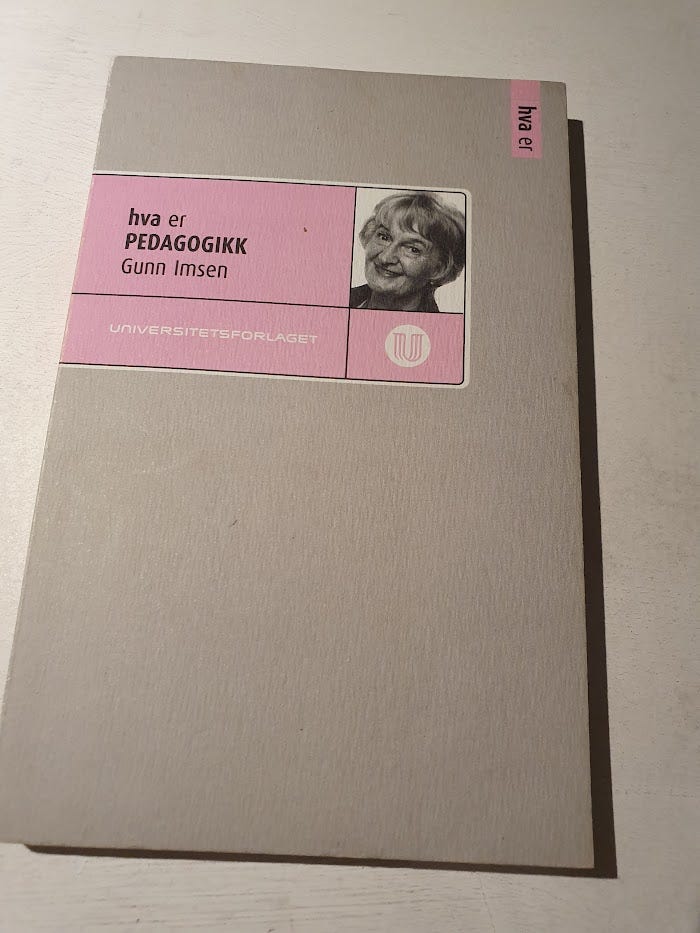 hva er
hva er
PEDAGOGIKK
Gunn Imsen
UNIVERSITETSFORLAGET
U